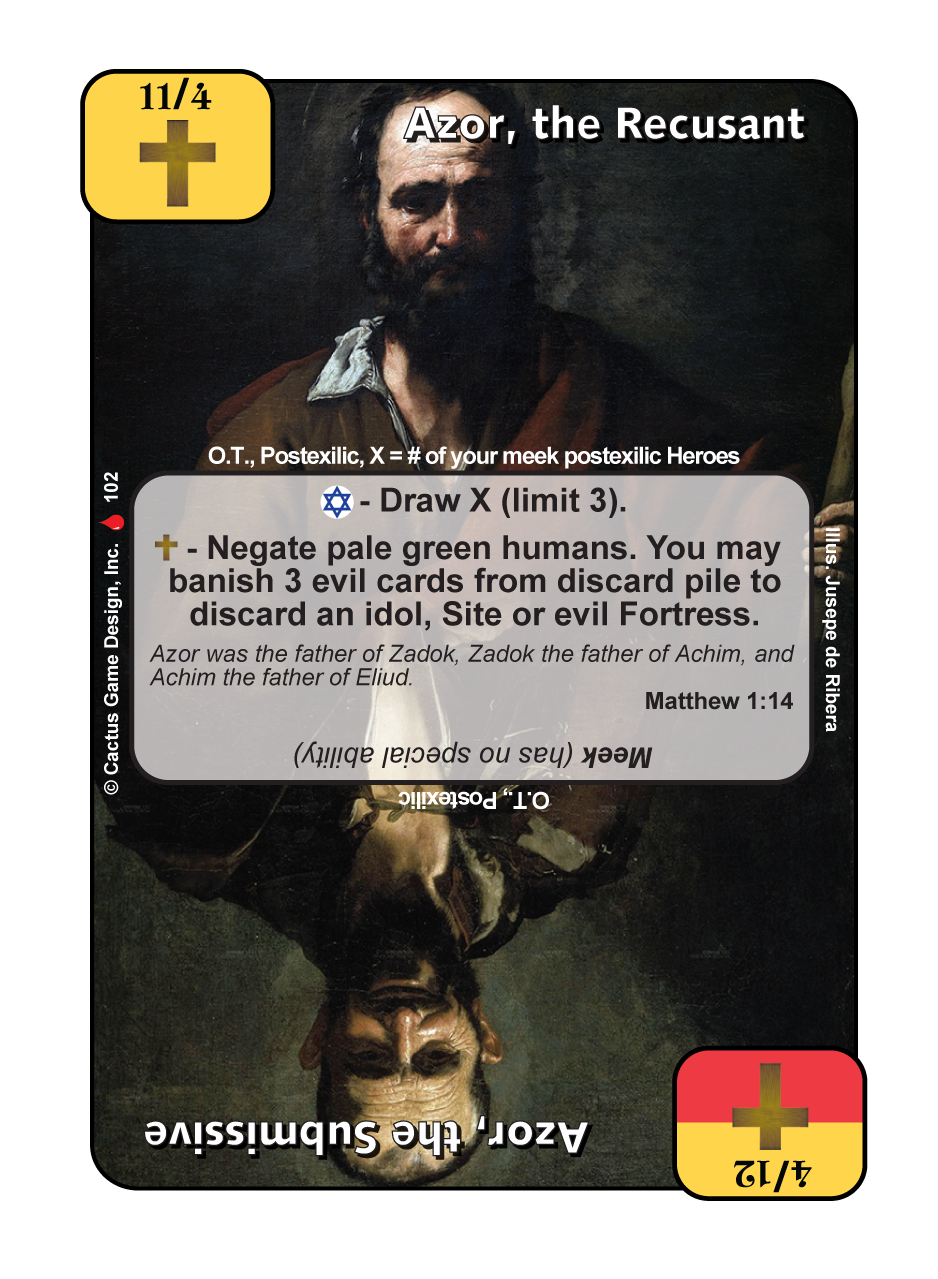 11/4
Azor, the Recusant
O.T., Postexilic, X = # of your meek postexilic Heroes
- Draw X (limit 3).
- Negate pale green humans. You may
banish 3 evil cards from discard pile to
discard an idol, Site or evil Fortress.
Azor was the father of Zadok, Zadok the father of Achim, and
Achim the father of Eliud.
Matthew 1:14
Meek (has no special ability)
O.T., Postexilic
© Cactus Game Design, Inc. 102
Illus. Jusepe de Ribera
Azor, the Submissive
4/12